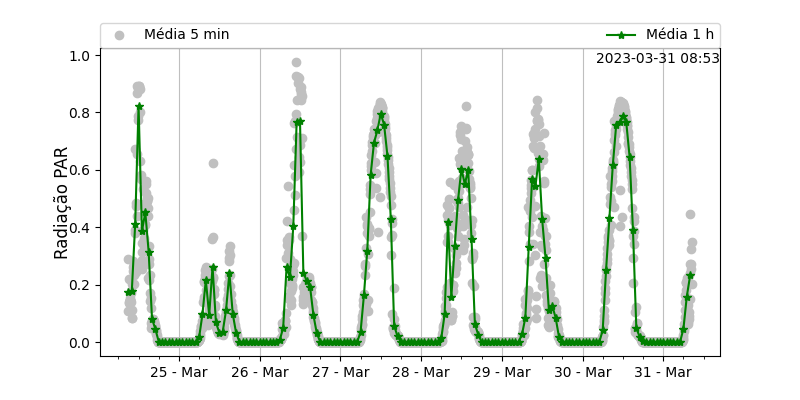 Média 5 min
Média 1 h
2023-03-31 08:53
Radiação PAR
1.0
0.8
0.6
0.4
0.2
0.0
25 - Mar
26 - Mar
27 - Mar
28 - Mar
29 - Mar
30 - Mar
31 - Mar